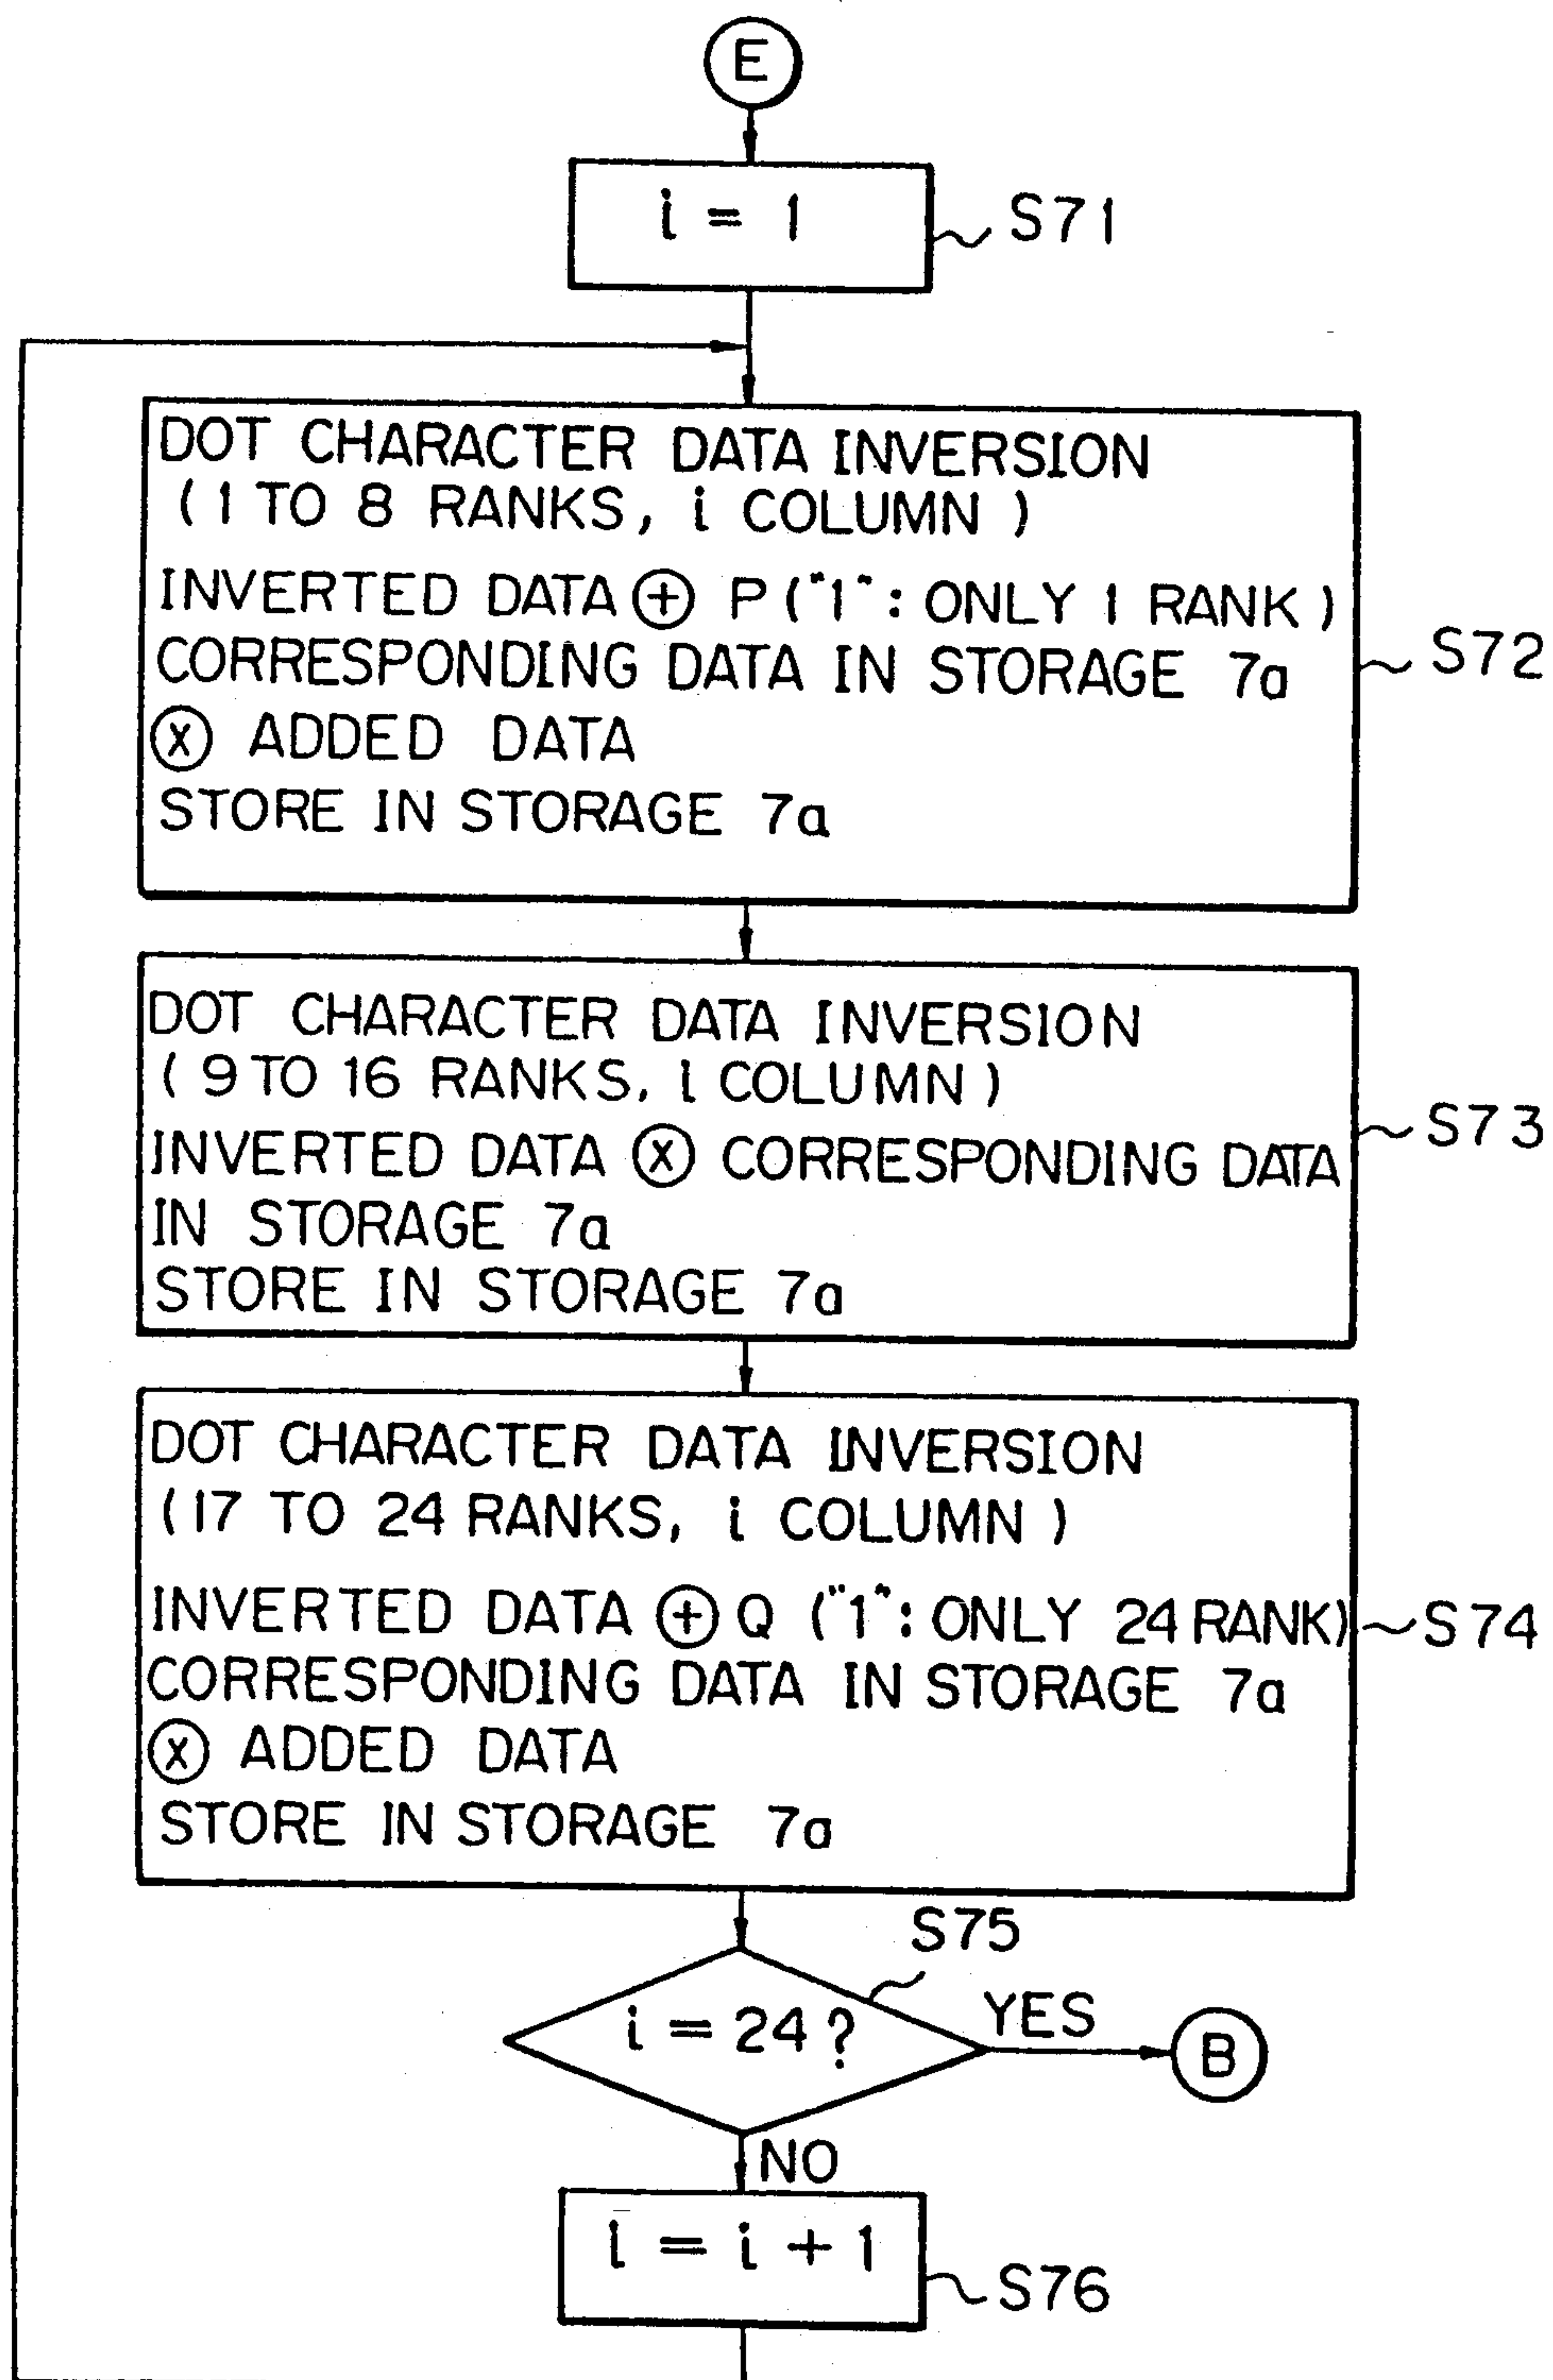 E
i = 1
S71
DOT CHARACTER DATA INVERSION
(1 TO 8 RANKS, i COLUMN)
INVERTED DATA ⊕ P ("1": ONLY 1 RANK)
CORRESPONDING DATA IN STORAGE 7a
⊗ ADDED DATA
STORE IN STORAGE 7a
S72
DOT CHARACTER DATA INVERSION
(9 TO 16 RANKS, i COLUMN)
INVERTED DATA ⊗ CORRESPONDING DATA
IN STORAGE 7a
STORE IN STORAGE 7a
S73
DOT CHARACTER DATA INVERSION
(17 TO 24 RANKS, i COLUMN)
INVERTED DATA ⊕ Q ("1": ONLY 24 RANK)
CORRESPONDING DATA IN STORAGE 7a
⊗ ADDED DATA
STORE IN STORAGE 7a
S74
S75
i = 24?
YES
B
NO
i = i + 1
S76